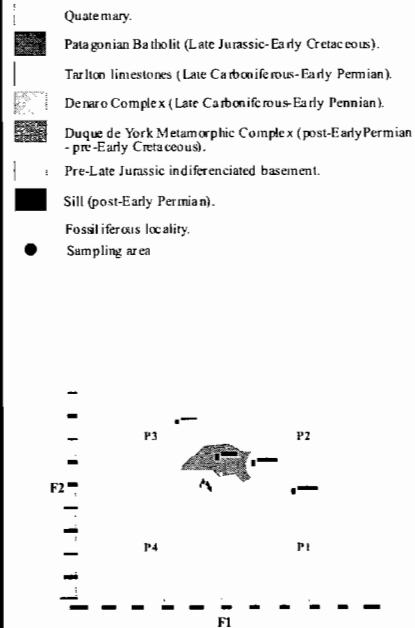 Quaternary.
Patagonian Batholit (Late Jurassic-Early Cretaceous).
Tarlton limestones (Late Carboniferous-Early Permian).
Denaro Complex (Late Carboniferous-Early Pennian).
Duque de York Metamorphic Complex (post-Early Permian
- pre-Early Cretaceous).
Pre-Late Jurassic indiferenciated basement.
Sill (post-Early Permian).
Fossiliferous locality.
Sampling area
P3
P2
F2
P4
P1
F1